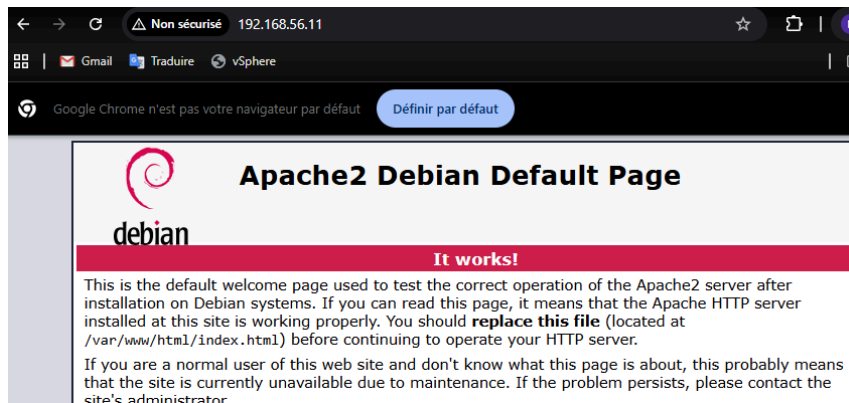 Non sécurisé 192.168.56.11
Gmail Traduire vSphere
Google Chrome n'est pas votre navigateur par défaut Définir par défaut
Apache2 Debian Default Page
debian
It works!
This is the default welcome page used to test the correct operation of the Apache2 server after
installation on Debian systems. If you can read this page, it means that the Apache HTTP server
installed at this site is working properly. You should replace this file (located at
/var/www/html/index.html) before continuing to operate your HTTP server.
If you are a normal user of this web site and don't know what this page is about, this probably means
that the site is currently unavailable due to maintenance. If the problem persists, please contact the
site's administrator.